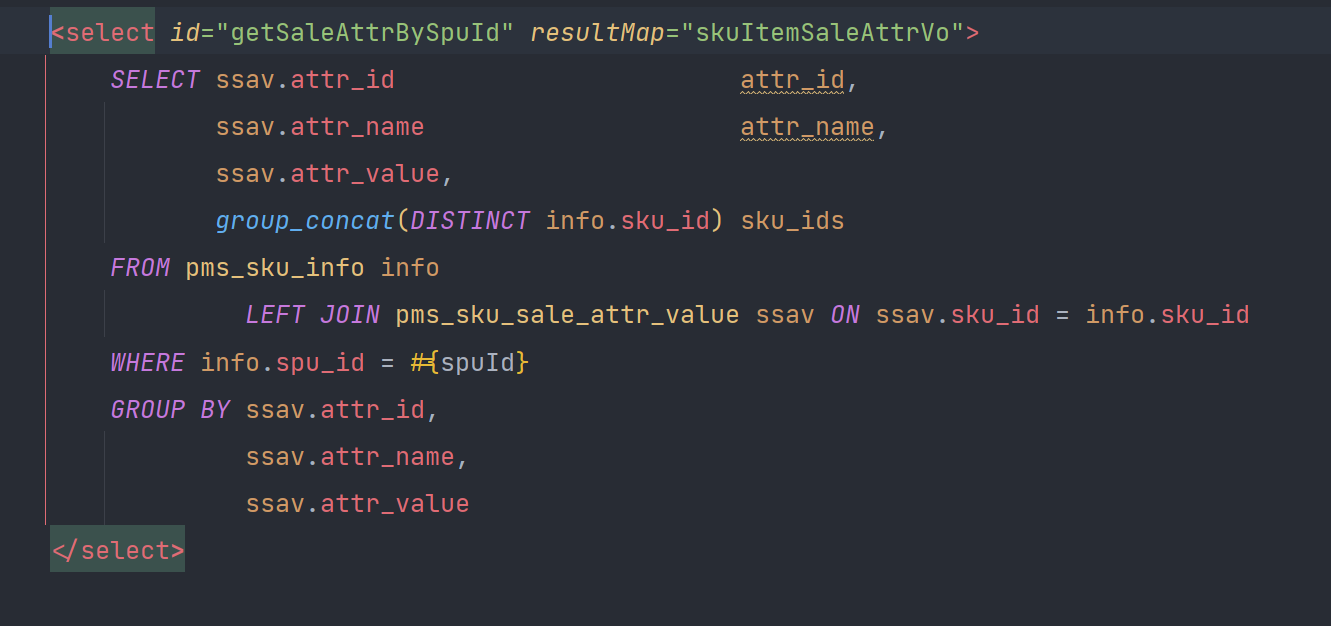 <select id="getSaleAttrBySpuId" resultMap="skuItemSaleAttrVo">
    SELECT ssav.attr_id                       attr_id,
           ssav.attr_name                     attr_name,
           ssav.attr_value,
           group_concat(DISTINCT info.sku_id) sku_ids
    FROM pms_sku_info info
             LEFT JOIN pms_sku_sale_attr_value ssav ON ssav.sku_id = info.sku_id
    WHERE info.spu_id = #{spuId}
    GROUP BY ssav.attr_id,
             ssav.attr_name,
             ssav.attr_value
</select>